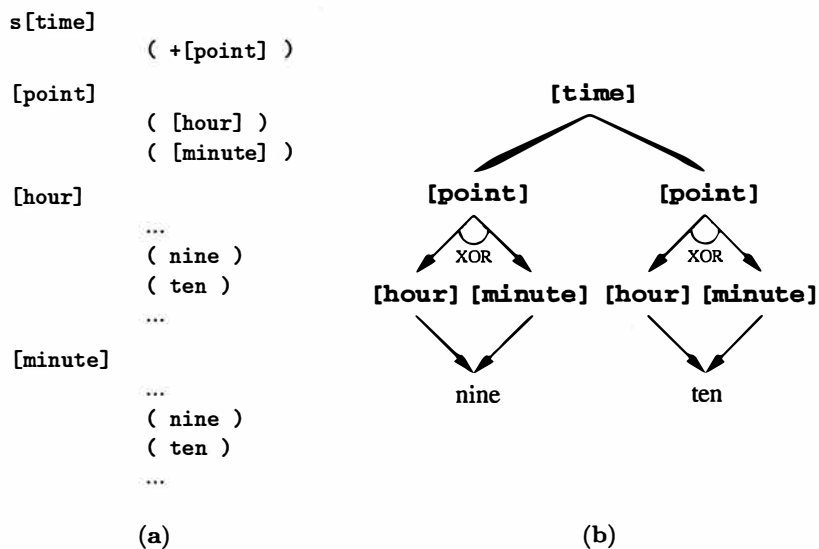 s[time]
( +[point] )
[point]
( [hour] )
( [minute] )
[hour]
...
( nine )
( ten )
...
[minute]
...
( nine )
( ten )
...
(a)
[time]
[point] [point]
XOR XOR
[hour] [minute] [hour] [minute]
nine ten
(b)